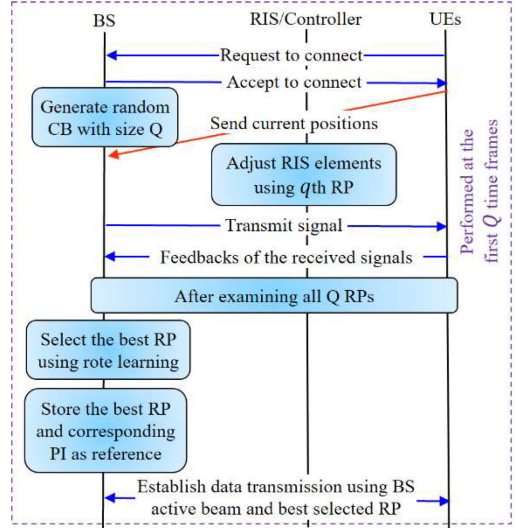 BS
RIS/Controller
UEs
Request to connect
Accept to connect
Generate random
CB with size Q
Send current positions
Adjust RIS elements
using qth RP
Transmit signal
Feedbacks of the received signals
Performed at the
first Q time frames
After examining all Q RPs
Select the best RP
using rote learning
Store the best RP
and corresponding
PI as reference
Establish data transmission using BS
active beam and best selected RP